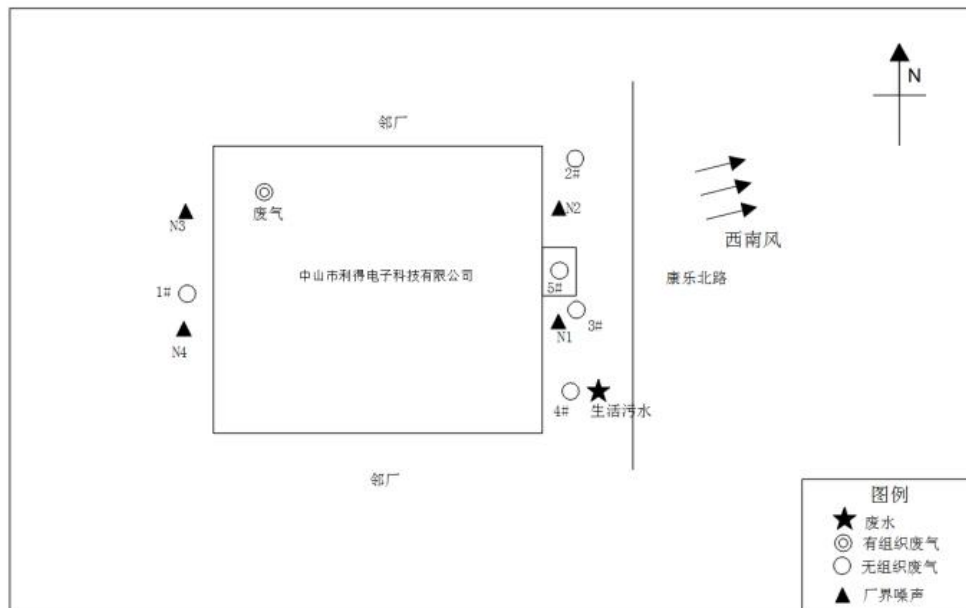 N
邻厂
2#
废气
N2
N3
西南风
中山市利得电子科技有限公司
康乐北路
5#
1#
3#
N1
N4
4#
生活污水
邻厂
图例
废水
有组织废气
无组织废气
厂界噪声